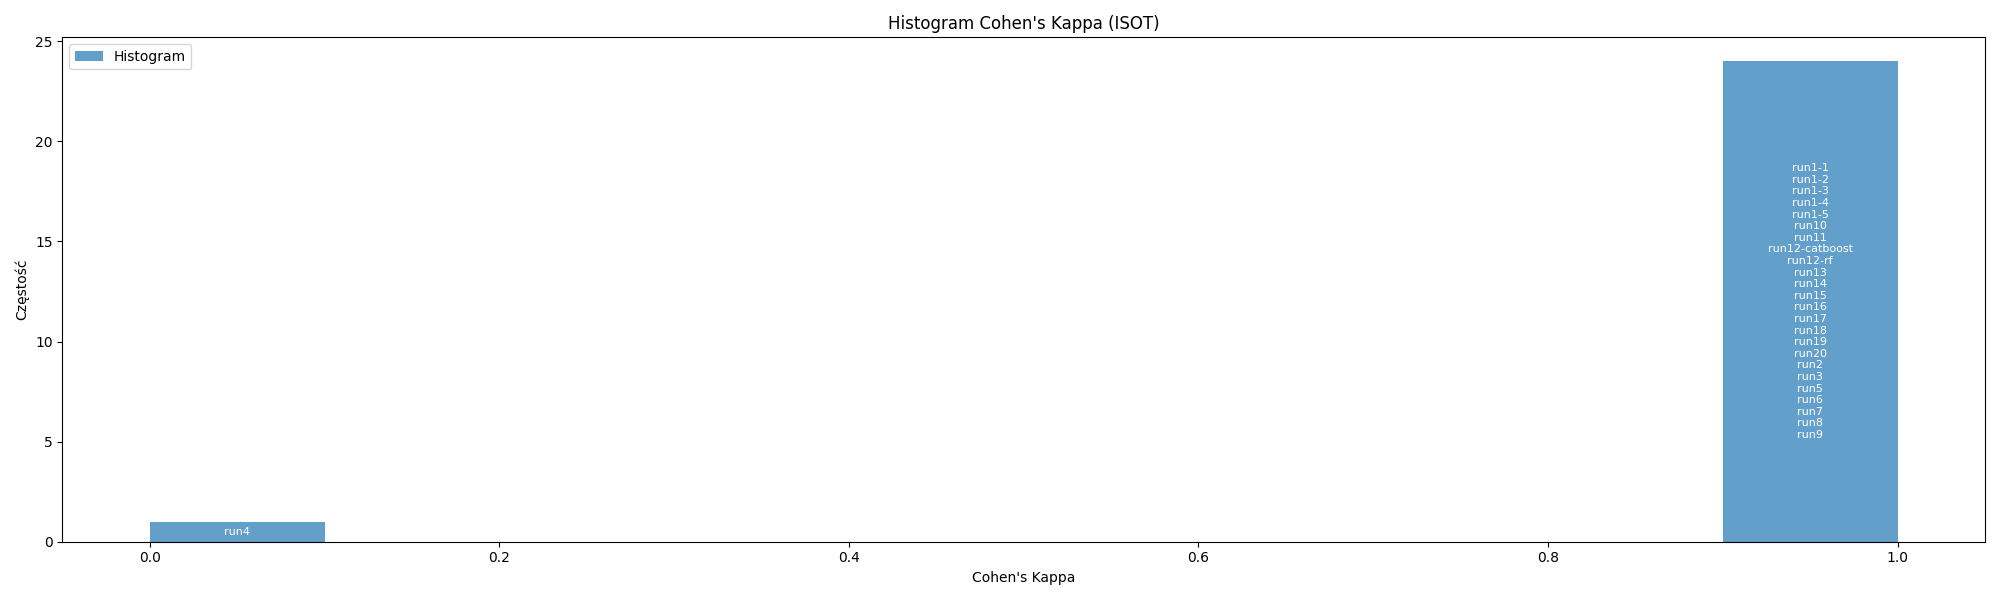 Histogram Cohen's Kappa (ISOT)
Histogram
Częstość
25
20
15
10
5
0
run4
run1-1
run1-2
run1-3
run1-4
run1-5
run10
run11
run12-catboost
run12-rf
run13
run14
run15
run16
run17
run18
run19
run20
run2
run3
run5
run6
run7
run8
run9
0.0 0.2 0.4 0.6 0.8 1.0
Cohen's Kappa